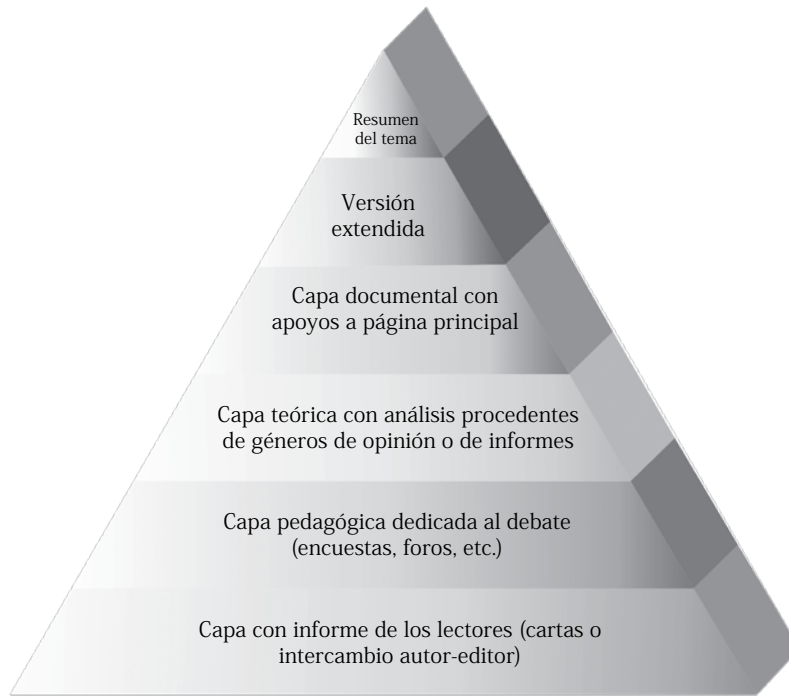 Resumen
del tema
Versión
extendida
Capa documental con
apoyos a página principal
Capa teórica con análisis procedentes
de géneros de opinión o de informes
Capa pedagógica dedicada al debate
(encuestas, foros, etc.)
Capa con informe de los lectores (cartas o
intercambio autor-editor)